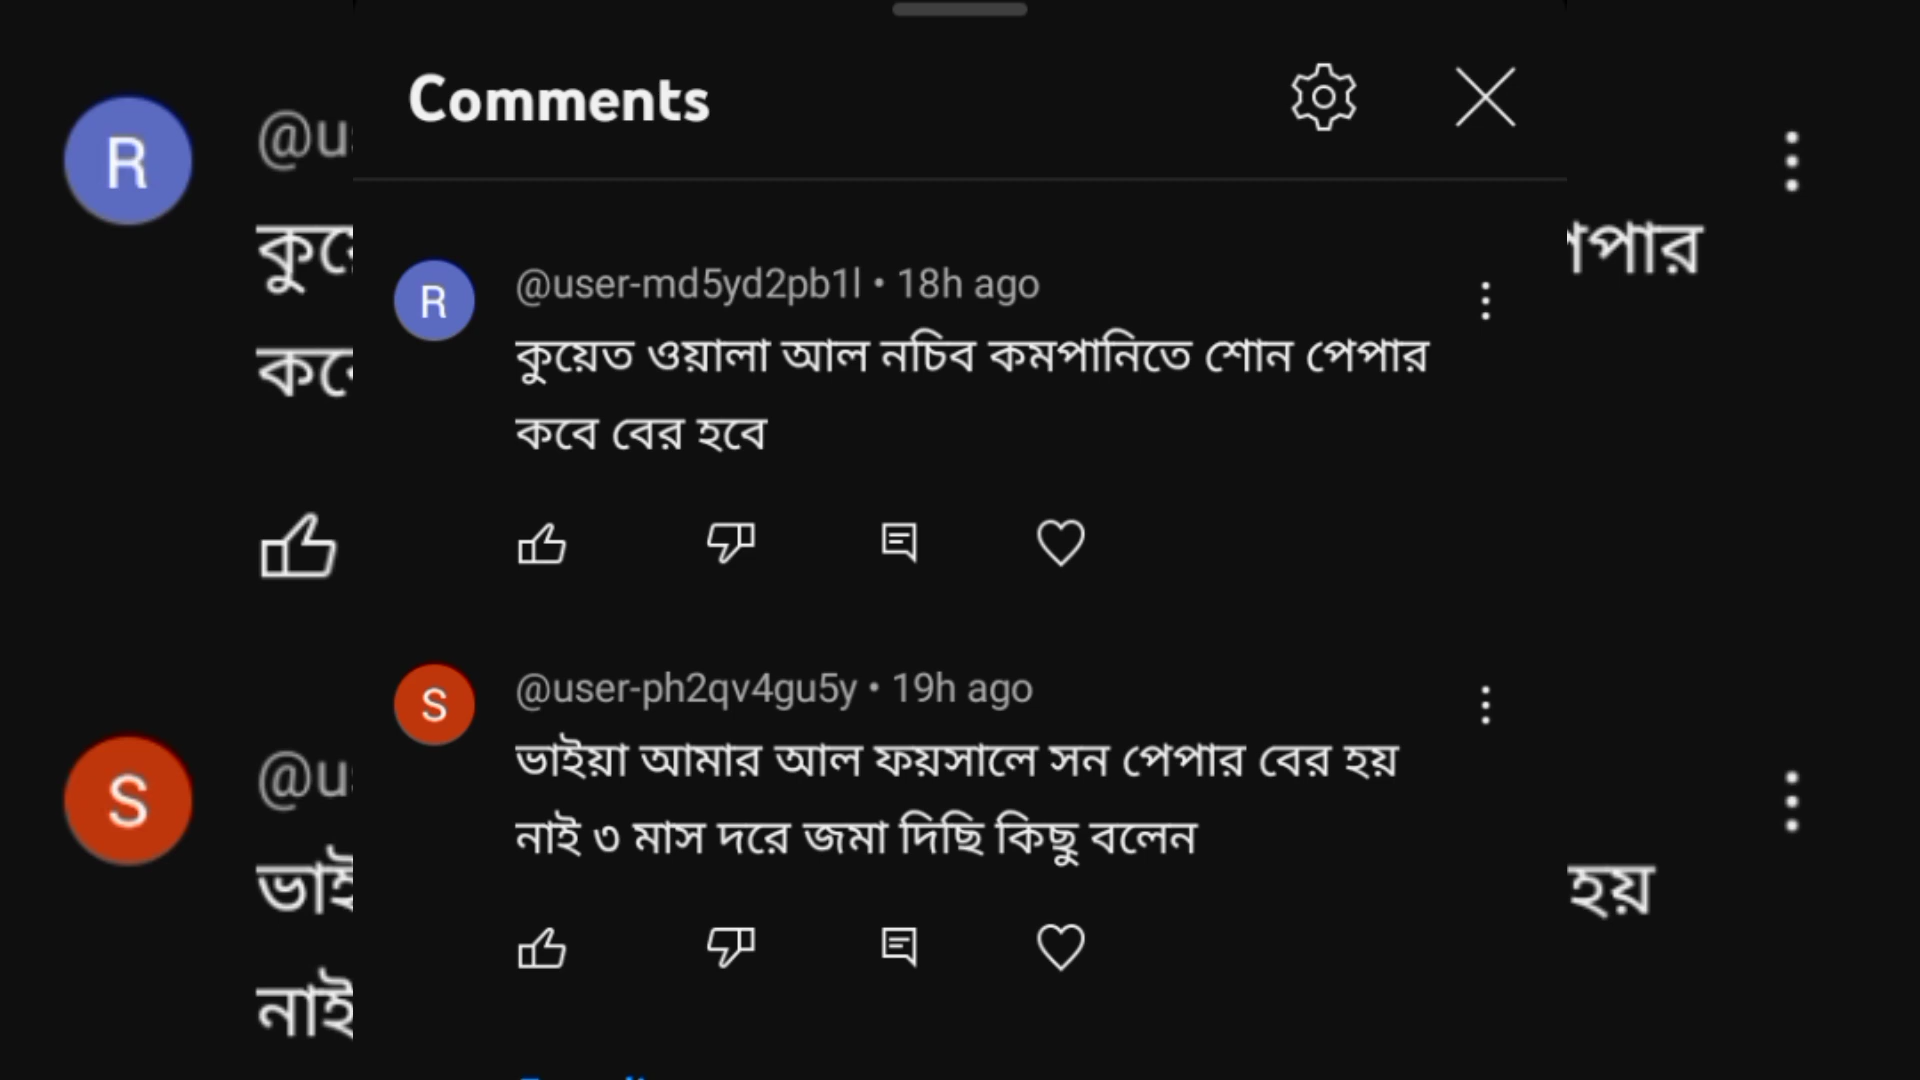 Comments
@user-md5yd2pb1l • 18h ago
কুয়েত ওয়ালা আল নচিব কমপানিতে শোন পেপার
কবে বের হবে
@user-ph2qv4gu5y • 19h ago
ভাইয়া আমার আল ফয়সালে সন পেপার বের হয়
নাই ৩ মাস দরে জমা দিছি কিছু বলেন
R
S
R
@u
পেপার
S
@u
ভাই
হয়
নাই